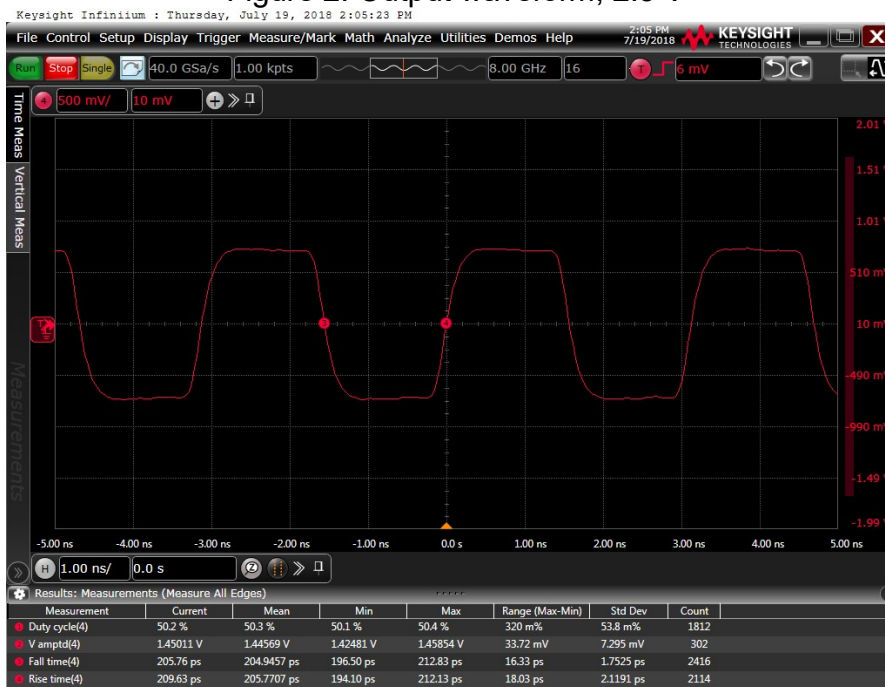 Keysight Infiniium : Thursday, July 19, 2018 2:05:23 PM
File Control Setup Display Trigger Measure/Mark Math Analyze Utilities Demos Help
2:05 PM
7/19/2018
KEYSIGHT
TECHNOLOGIES
Run Stop Single 40.0 GSa/s 1.00 kpts 8.00 GHz 16 T 6 mV
4 500 mV/ 10 mV
Time Meas
Vertical Meas
Measurements
2.01
1.51
1.01
510 m
10 m
-490 m
-990 m
-1.49
-1.99
T
3 4
-5.00 ns -4.00 ns -3.00 ns -2.00 ns -1.00 ns 0.0 s 1.00 ns 2.00 ns 3.00 ns 4.00 ns 5.00 ns
H 1.00 ns/ 0.0 s
Results: Measurements (Measure All Edges)
Measurement Current Mean Min Max Range (Max-Min) Std Dev Count
Duty cycle(4) 50.2 % 50.3 % 50.1 % 50.4 % 320 m% 53.8 m% 1812
V amptd(4) 1.45011 V 1.44569 V 1.42481 V 1.45854 V 33.72 mV 7.295 mV 302
Fall time(4) 205.76 ps 204.9457 ps 196.50 ps 212.83 ps 16.33 ps 1.7525 ps 2416
Rise time(4) 209.63 ps 205.7707 ps 194.10 ps 212.13 ps 18.03 ps 2.1191 ps 2114